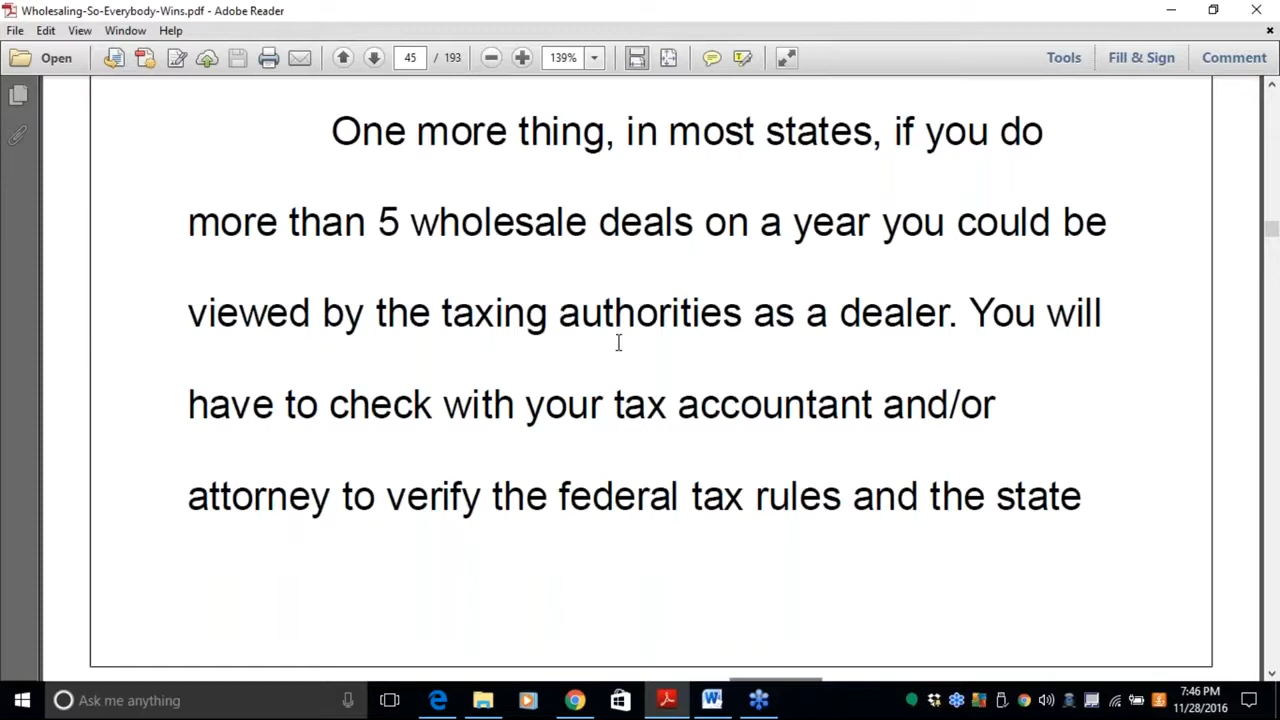 Wholesaling-So-Everybody-Wins.pdf - Adobe Reader
File Edit View Window Help
Open 45 / 193 139% Tools Fill & Sign Comment
One more thing, in most states, if you do
more than 5 wholesale deals on a year you could be
viewed by the taxing authorities as a dealer. You will
have to check with your tax accountant and/or
attorney to verify the federal tax rules and the state
Ask me anything
7:46 PM
11/28/2016